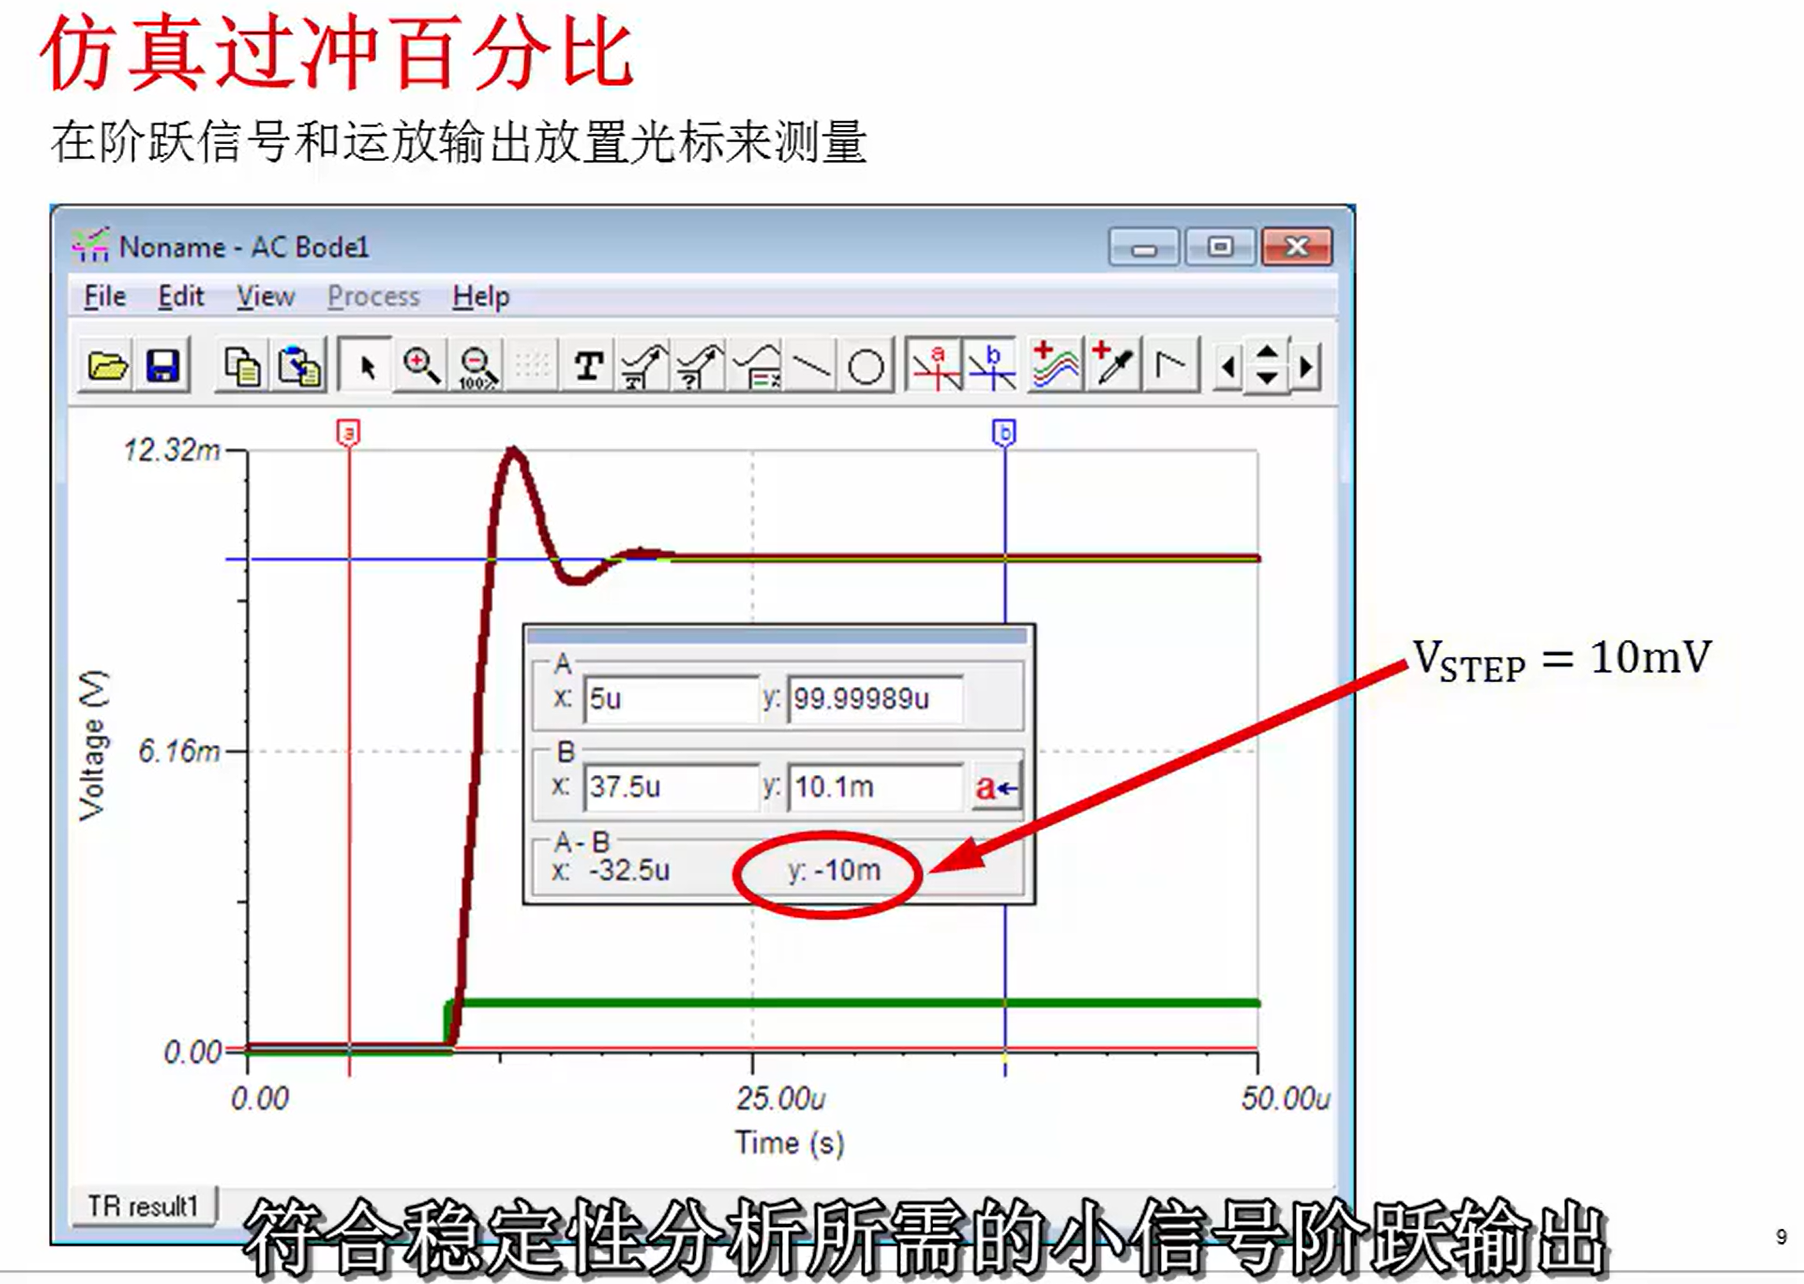 仿真过冲百分比
在阶跃信号和运放输出放置光标来测量
Noname - AC Bode1
File Edit View Process Help
100%
T
T
?
a
b
a
b
12.32m
6.16m
0.00
Voltage (V)
A
x: 5u y: 99.99989u
B
x: 37.5u y: 10.1m a←
A - B
x: -32.5u y: -10m
V_STEP = 10mV
0.00 25.00u 50.00u
Time (s)
TR result1
符合稳定性分析所需的小信号阶跃输出
9